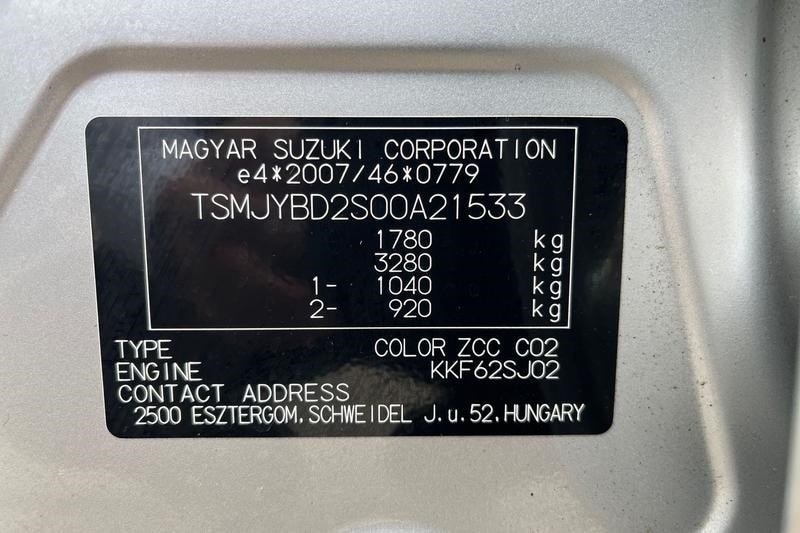 MAGYAR SUZUKI CORPORATION
e4*2007/46*0779
TSMJYBD2S00A21533
1780 kg
3280 kg
1- 1040 kg
2- 920 kg
TYPE COLOR ZCC C02
ENGINE KKF62SJ02
CONTACT ADDRESS
2500 ESZTERGOM, SCHWEIDEL J. u. 52. HUNGARY